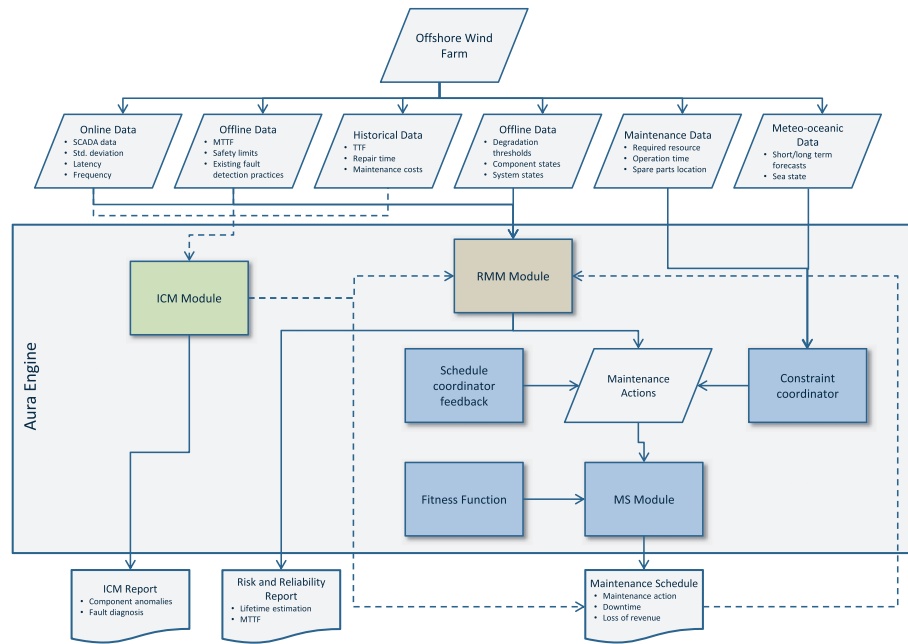 Offshore Wind
Farm
Online Data
• SCADA data
• Std. deviation
• Latency
• Frequency
Offline Data
• MTTF
• Safety limits
• Existing fault
detection practices
Historical Data
• TTF
• Repair time
• Maintenance costs
Offline Data
• Degradation
thresholds
• Component states
• System states
Maintenance Data
• Required resource
• Operation time
• Spare parts location
Meteo-oceanic
Data
• Short/long term
forecasts
• Sea state
Aura Engine
ICM Module
RMM Module
Schedule
coordinator
feedback
Maintenance
Actions
Constraint
coordinator
Fitness Function
MS Module
ICM Report
• Component anomalies
• Fault diagnosis
Risk and Reliability
Report
• Lifetime estimation
• MTTF
Maintenance Schedule
• Maintenance action
• Downtime
• Loss of revenue